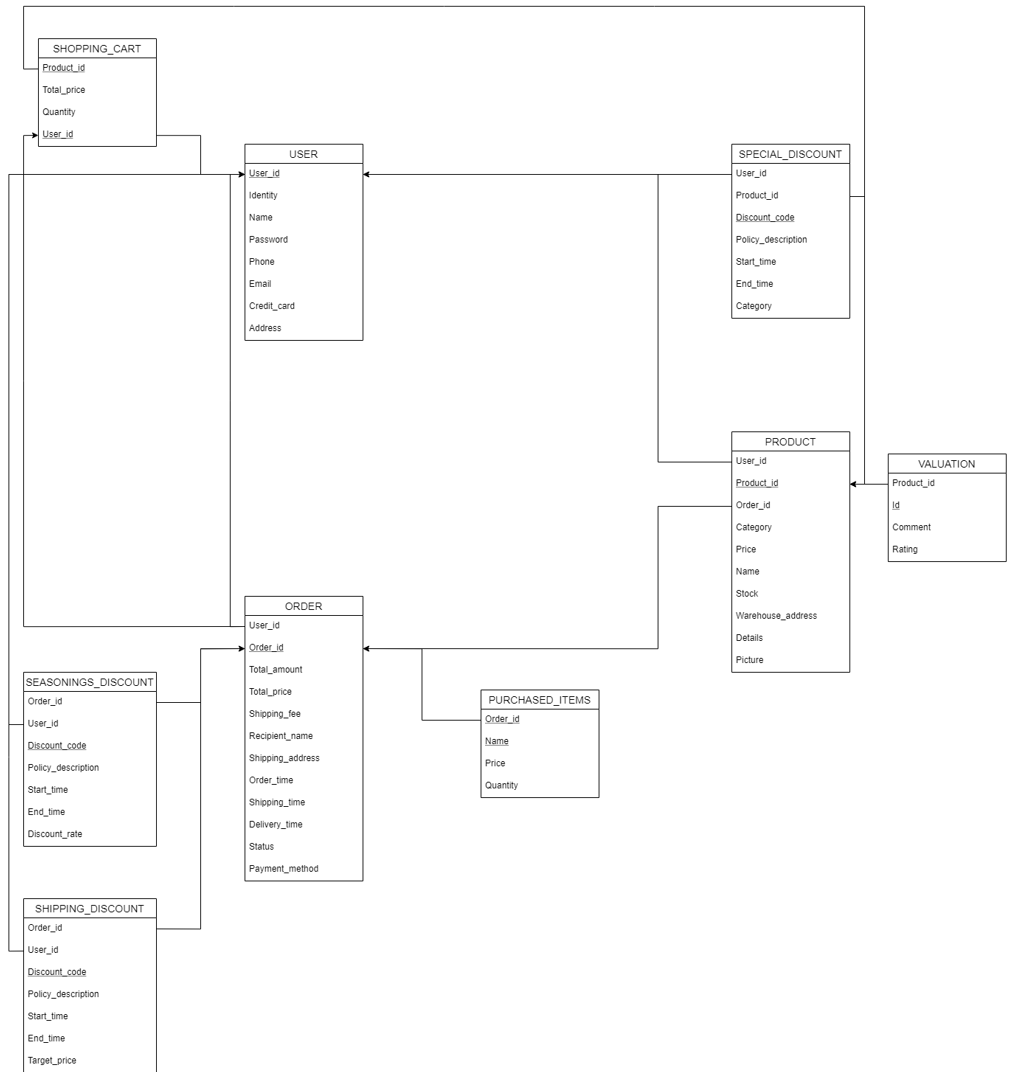 SHOPPING_CART
Product_id
Total_price
Quantity
User_id
USER
User_id
Identity
Name
Password
Phone
Email
Credit_card
Address
SPECIAL_DISCOUNT
User_id
Product_id
Discount_code
Policy_description
Start_time
End_time
Category
PRODUCT
User_id
Product_id
Order_id
Category
Price
Name
Stock
Warehouse_address
Details
Picture
VALUATION
Product_id
Id
Comment
Rating
ORDER
User_id
Order_id
Total_amount
Total_price
Shipping_fee
Recipient_name
Shipping_address
Order_time
Shipping_time
Delivery_time
Status
Payment_method
SEASONINGS_DISCOUNT
Order_id
User_id
Discount_code
Policy_description
Start_time
End_time
Discount_rate
PURCHASED_ITEMS
Order_id
Name
Price
Quantity
SHIPPING_DISCOUNT
Order_id
User_id
Discount_code
Policy_description
Start_time
End_time
Target_price